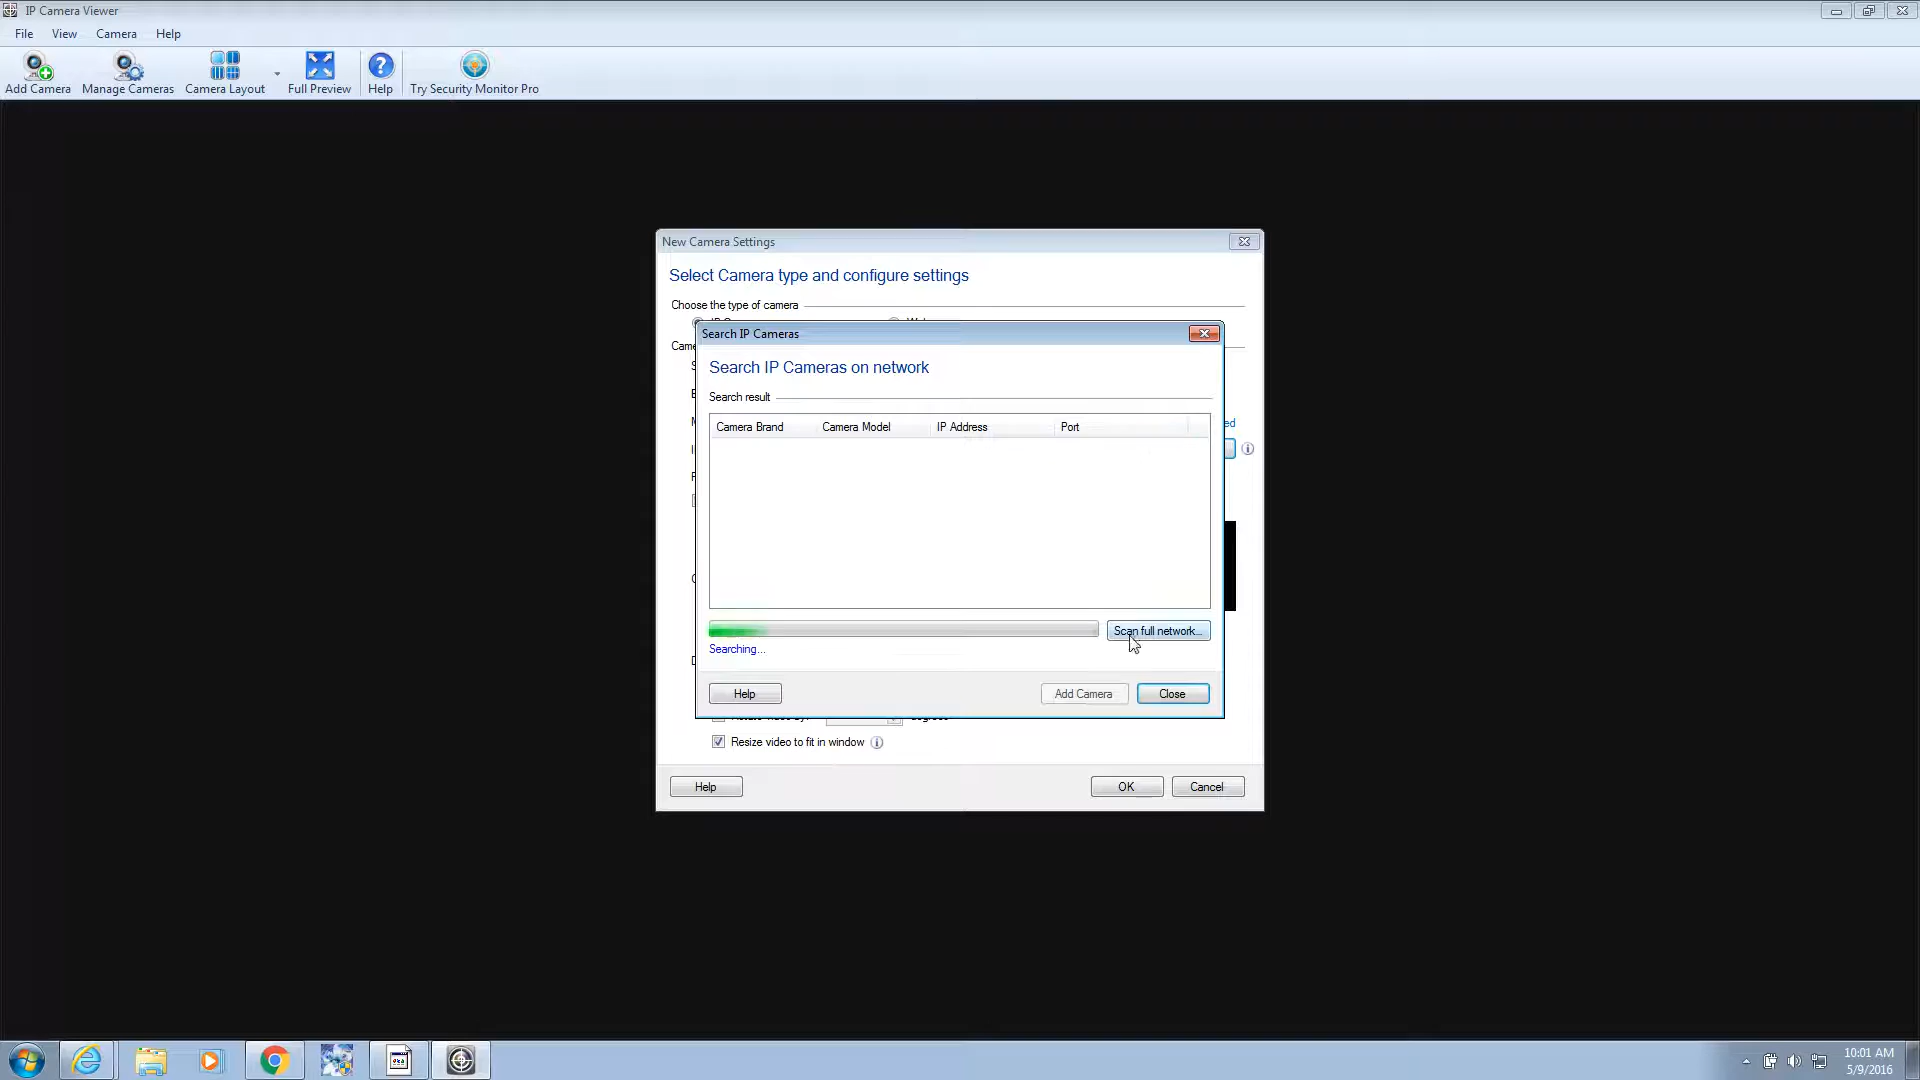 IP Camera Viewer
File View Camera Help
Add Camera Manage Cameras Camera Layout Full Preview Help Try Security Monitor Pro
New Camera Settings
Select Camera type and configure settings
Choose the type of camera
Search IP Cameras
Came
Search IP Cameras on network
Search result
Camera Brand Camera Model IP Address Port
ed
Scan full network...
Searching...
Help Add Camera Close
Resize video to fit in window
Help OK Cancel
10:01 AM
5/9/2016